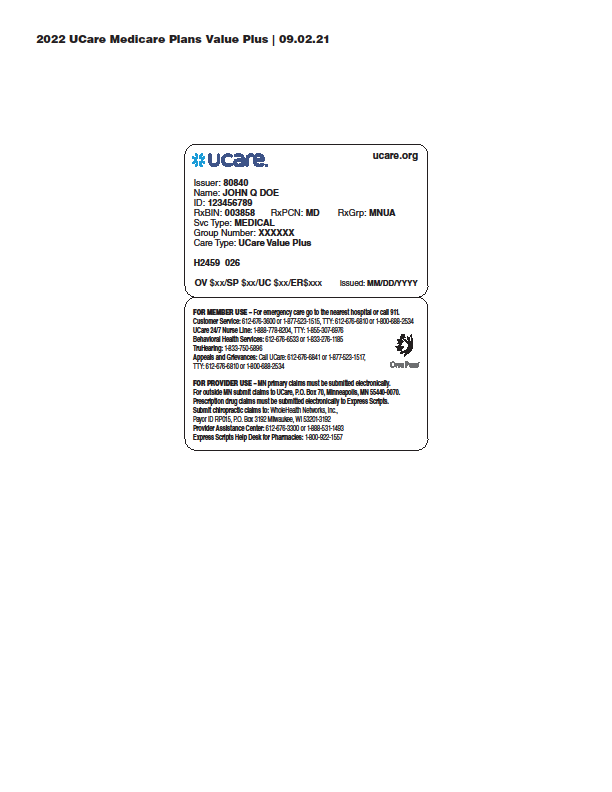 2022 UCare Medicare Plans Value Plus | 09.02.21
ucare. ucare.org
Issuer: 80840
Name: JOHN Q DOE
ID: 123456789
RxBIN: 003858 RxPCN: MD RxGrp: MNUA
Svc Type: MEDICAL
Group Number: XXXXXX
Care Type: UCare Value Plus
H2459 026
OV $xx/SP $xx/UC $xx/ER$xxx Issued: MM/DD/YYYY
FOR MEMBER USE – For emergency care go to the nearest hospital or call 911.
Customer Service: 612-676-3600 or 1-877-523-1515, TTY: 612-676-6810 or 1-800-688-2534
UCare 24/7 Nurse Line: 1-888-778-8204, TTY: 1-855-307-6976
Behavioral Health Services: 612-676-6533 or 1-833-276-1185
TruHearing: 1-833-750-5896
Appeals and Grievances: Call UCare: 612-676-6841 or 1-877-523-1517,
TTY: 612-676-6810 or 1-800-688-2534
One Pass
FOR PROVIDER USE – MN primary claims must be submitted electronically.
For outside MN submit claims to UCare, P.O. Box 70, Minneapolis, MN 55440-0070.
Prescription drug claims must be submitted electronically to Express Scripts.
Submit chiropractic claims to: WholeHealth Networks, Inc.,
Payor ID RP015, P.O. Box 3192 Milwaukee, WI 53201-3192
Provider Assistance Center: 612-676-3300 or 1-888-531-1493
Express Scripts Help Desk for Pharmacies: 1-800-922-1557